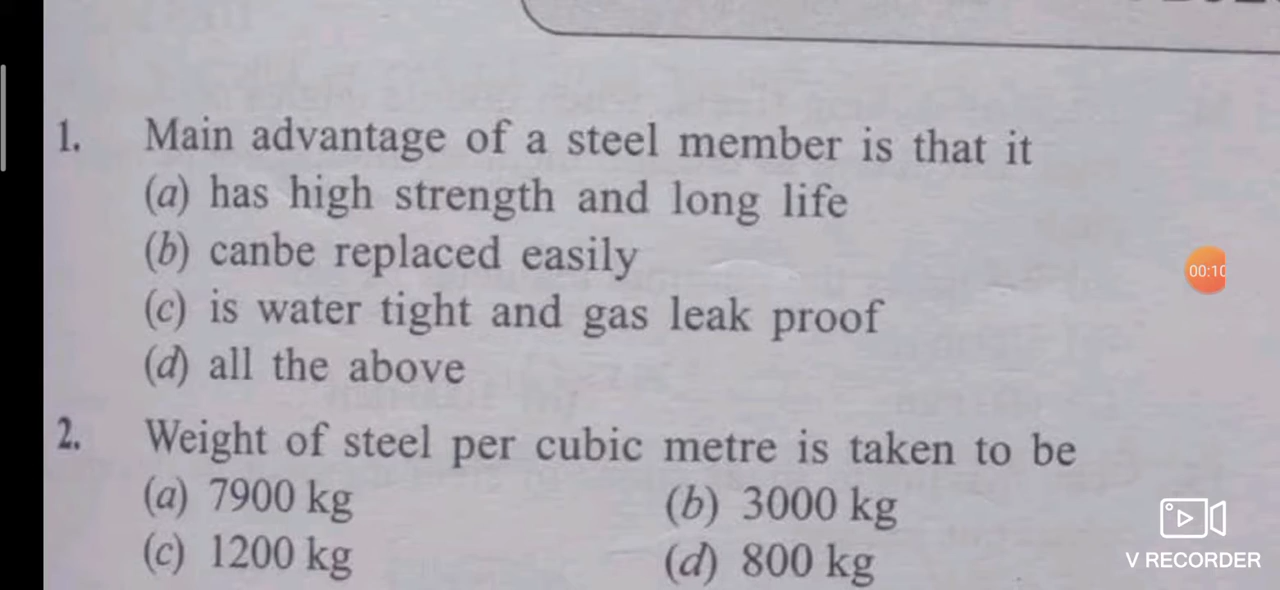 1. Main advantage of a steel member is that it
(a) has high strength and long life
(b) canbe replaced easily
(c) is water tight and gas leak proof
(d) all the above
2. Weight of steel per cubic metre is taken to be
(a) 7900 kg (b) 3000 kg
(c) 1200 kg (d) 800 kg
00:10
V RECORDER